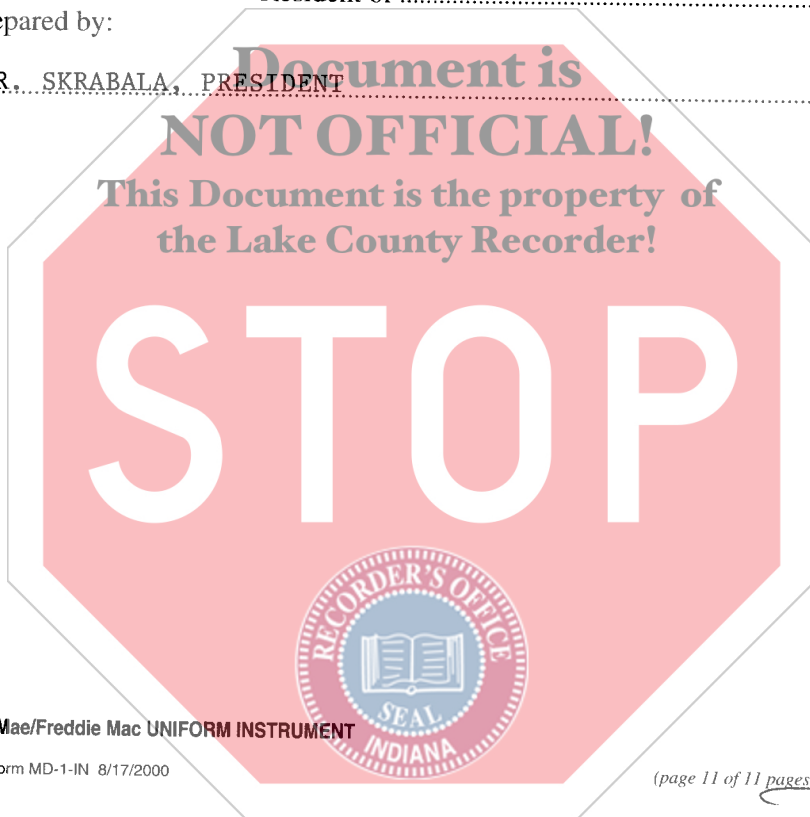 Resident of
epared by:
R. SKRABALA, PRESIDENT
Document is
NOT OFFICIAL!
This Document is the property of
the Lake County Recorder!
STOP
RECORDER'S OFFICE
SEAL
INDIANA
Mae/Freddie Mac UNIFORM INSTRUMENT
orm MD-1-IN 8/17/2000
(page 11 of 11 pages